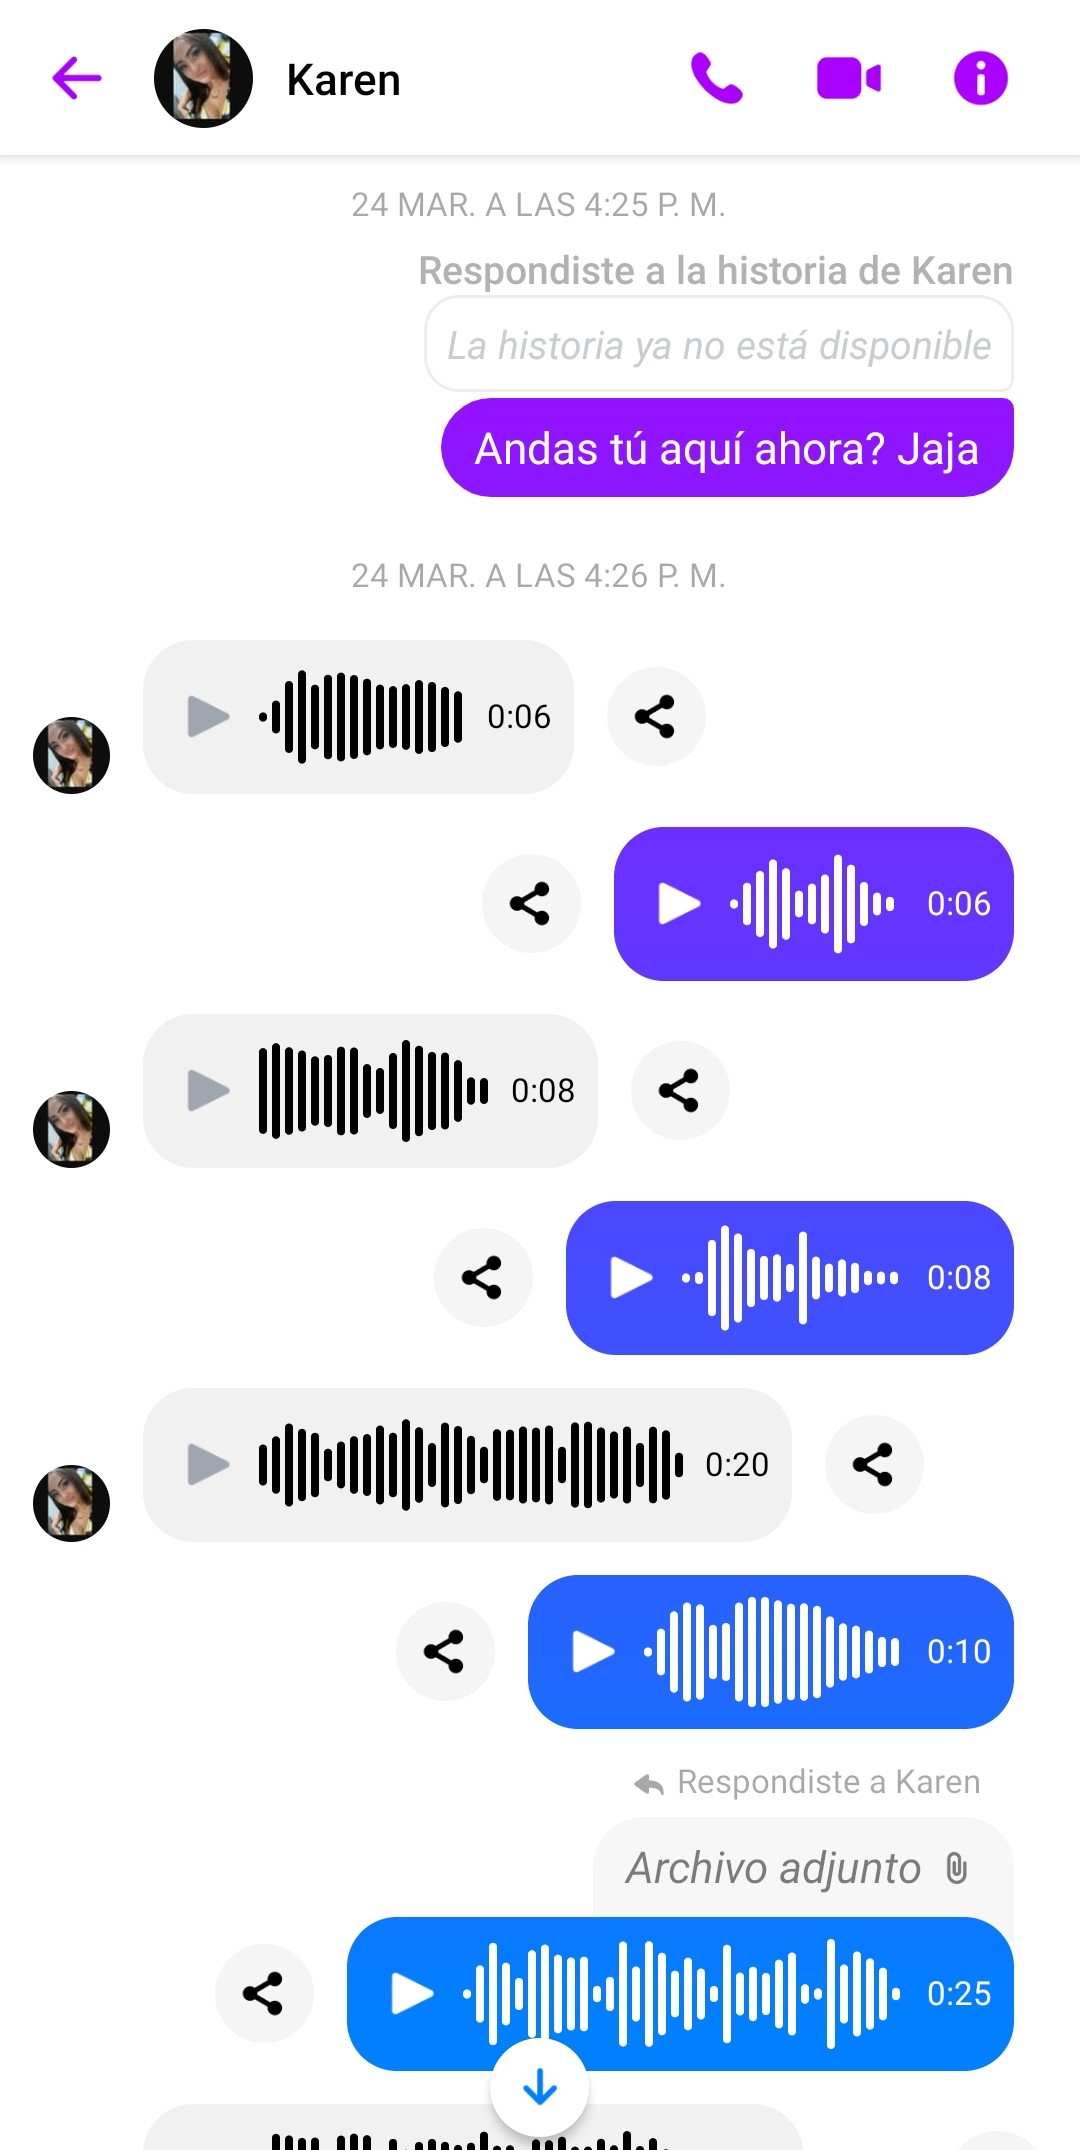 Karen
24 MAR. A LAS 4:25 P. M.
Respondiste a la historia de Karen
La historia ya no está disponible
Andas tú aquí ahora? Jaja
24 MAR. A LAS 4:26 P. M.
0:06
0:06
0:08
0:08
0:20
0:10
Respondiste a Karen
Archivo adjunto
0:25